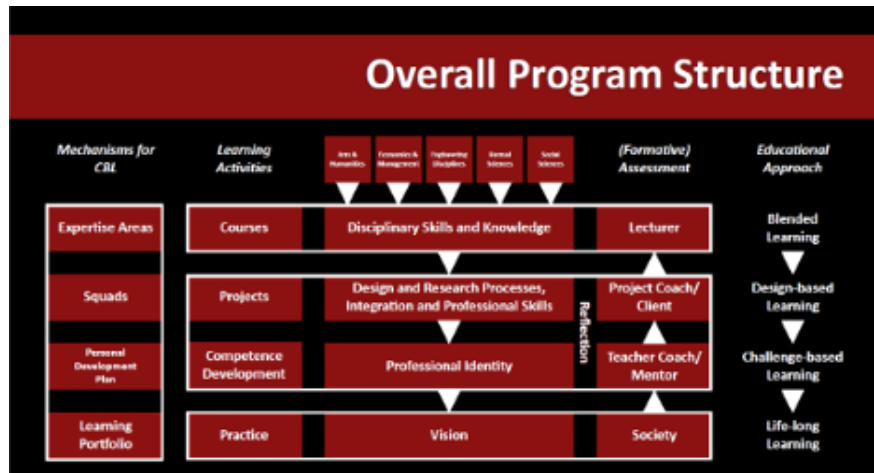 Overall Program Structure
Mechanisms for
CBL
Learning
Activities
Arts &
Humanities
Economics &
Management
Engineering
Disciplines
Formal
Sciences
Social
Sciences
(Formative)
Assessment
Educational
Approach
Expertise Areas
Courses
Disciplinary Skills and Knowledge
Lecturer
Blended
Learning
Squads
Projects
Design and Research Processes,
Integration and Professional Skills
Reflection
Project Coach/
Client
Design-based
Learning
Personal
Development
Plan
Competence
Development
Professional Identity
Teacher Coach/
Mentor
Challenge-based
Learning
Learning
Portfolio
Practice
Vision
Society
Life-long
Learning